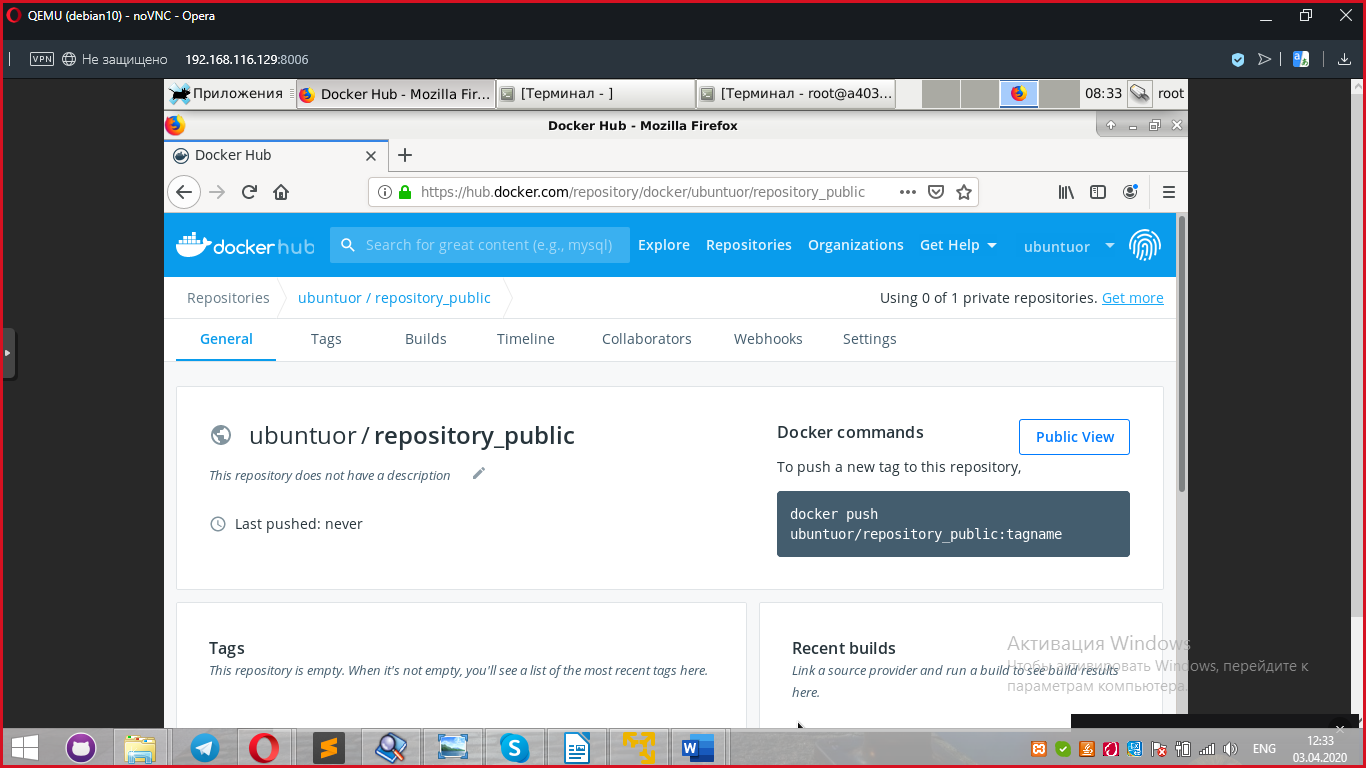 QEMU (debian10) - noVNC - Opera
VPN Не защищено 192.168.116.129:8006
Приложения Docker Hub - Mozilla Fir... [Терминал - ] [Терминал - root@a403... 08:33 root
Docker Hub - Mozilla Firefox
Docker Hub
https://hub.docker.com/repository/docker/ubuntuor/repository_public
dockerhub Search for great content (e.g., mysql) Explore Repositories Organizations Get Help ubuntuor
Repositories ubuntuor / repository_public Using 0 of 1 private repositories. Get more
General Tags Builds Timeline Collaborators Webhooks Settings
ubuntuor / repository_public
This repository does not have a description
Last pushed: never
Docker commands
Public View
To push a new tag to this repository,
docker push
ubuntuor/repository_public:tagname
Tags
This repository is empty. When it's not empty, you'll see a list of the most recent tags here.
Recent builds
Link a source provider and run a build to see build results
here.
Активация Windows
Чтобы активировать Windows, перейдите к
параметрам компьютера.
ENG
12:33
03.04.2020